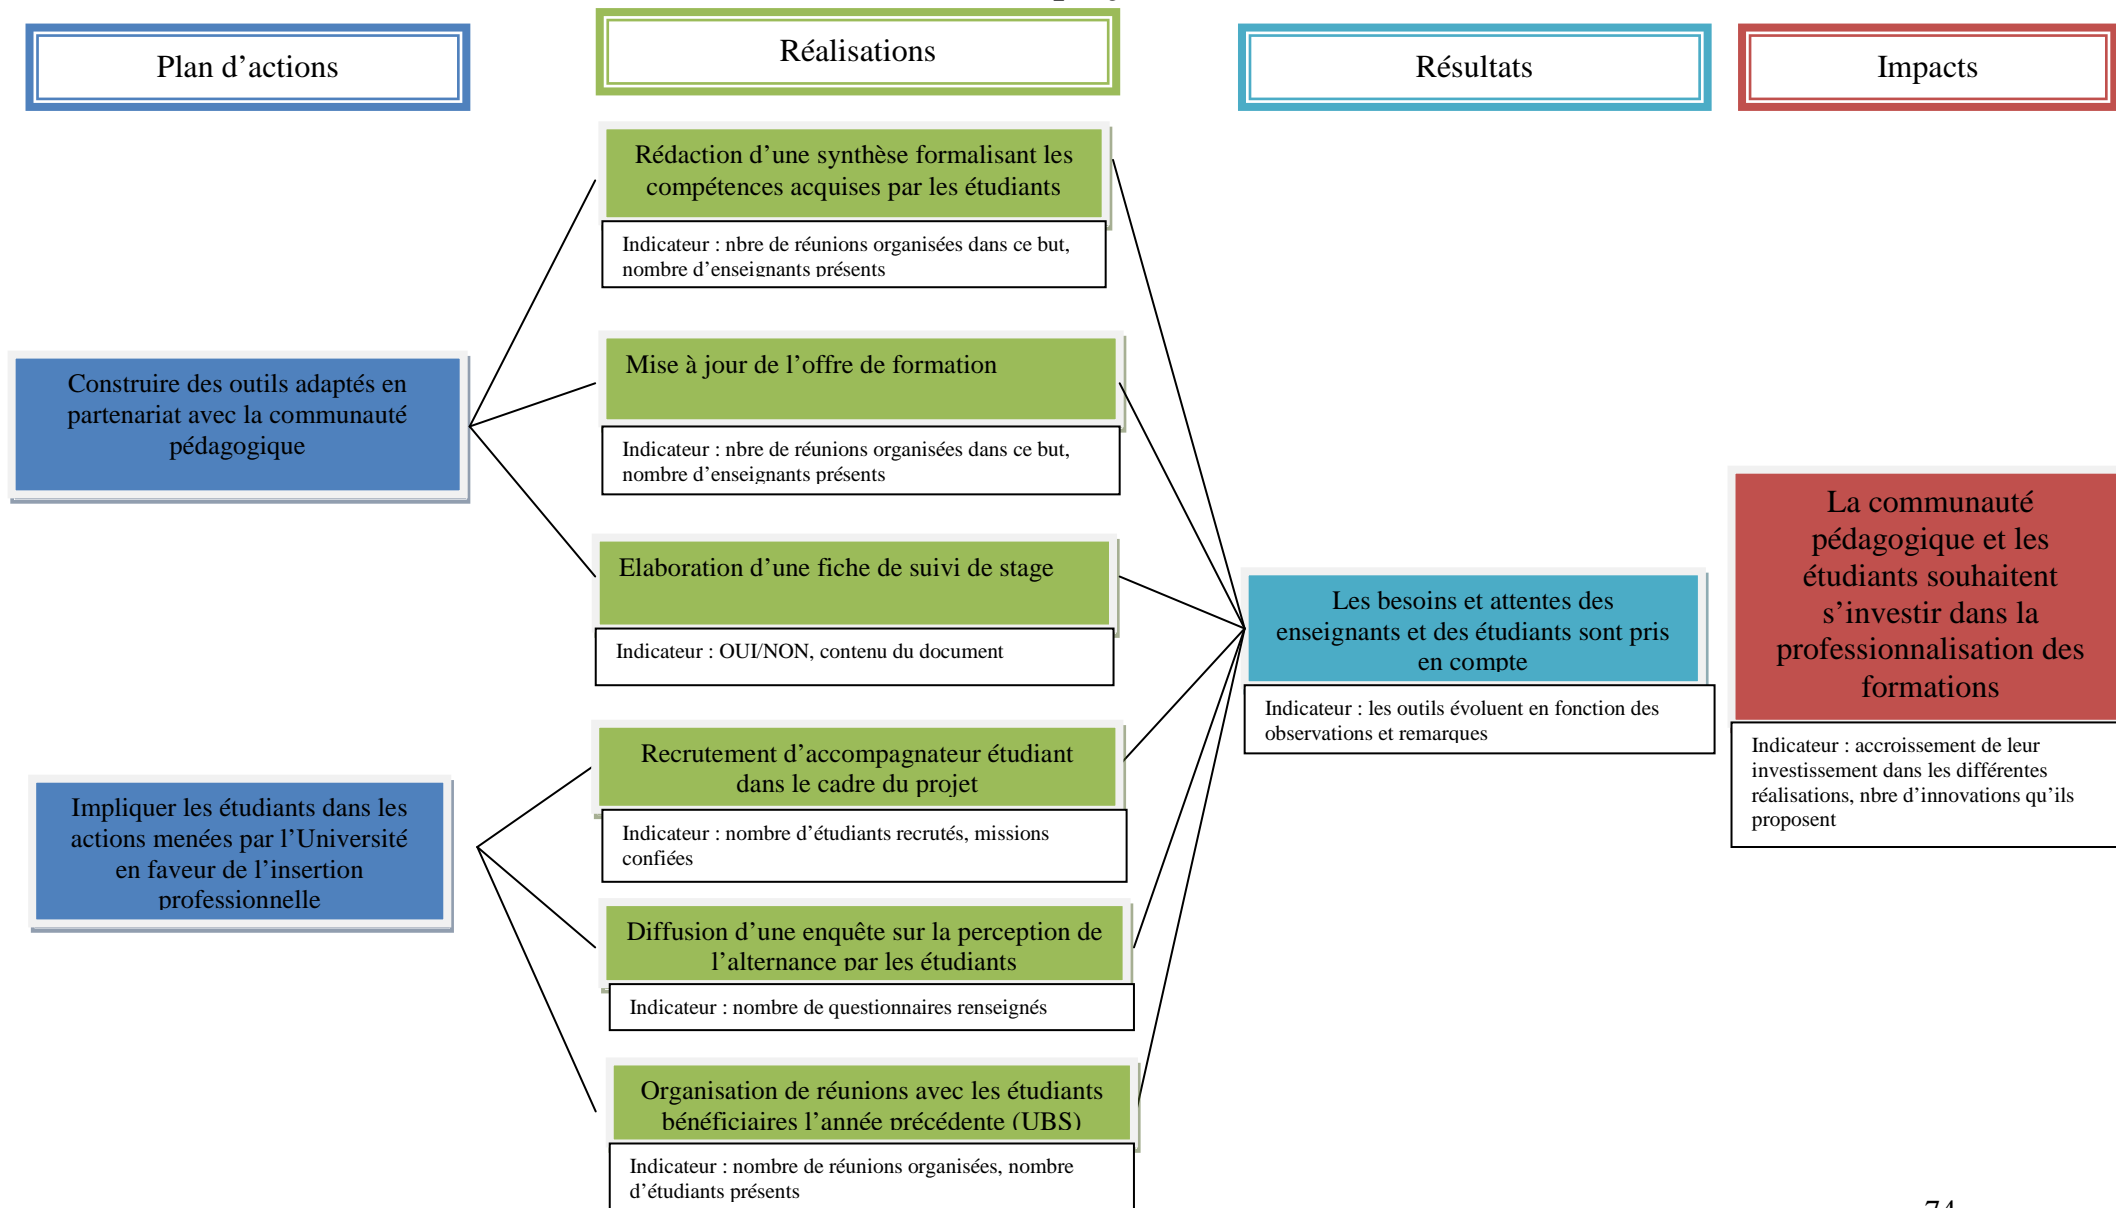 Plan d’actions
Réalisations
Résultats
Impacts
Rédaction d’une synthèse formalisant les
compétences acquises par les étudiants
Indicateur : nbre de réunions organisées dans ce but,
nombre d’enseignants présents
Construire des outils adaptés en
partenariat avec la communauté
pédagogique
Mise à jour de l’offre de formation
Indicateur : nbre de réunions organisées dans ce but,
nombre d’enseignants présents
Elaboration d’une fiche de suivi de stage
Indicateur : OUI/NON, contenu du document
Impliquer les étudiants dans les
actions menées par l’Université
en faveur de l’insertion
professionnelle
Recrutement d’accompagnateur étudiant
dans le cadre du projet
Indicateur : nombre d’étudiants recrutés, missions
confiées
Diffusion d’une enquête sur la perception de
l’alternance par les étudiants
Indicateur : nombre de questionnaires renseignés
Organisation de réunions avec les étudiants
bénéficiaires l’année précédente (UBS)
Indicateur : nombre de réunions organisées, nombre
d’étudiants présents
Les besoins et attentes des
enseignants et des étudiants sont pris
en compte
Indicateur : les outils évoluent en fonction des
observations et remarques
La communauté
pédagogique et les
étudiants souhaitent
s’investir dans la
professionnalisation des
formations
Indicateur : accroissement de leur
investissement dans les différentes
réalisations, nbre d’innovations qu’ils
proposent
74